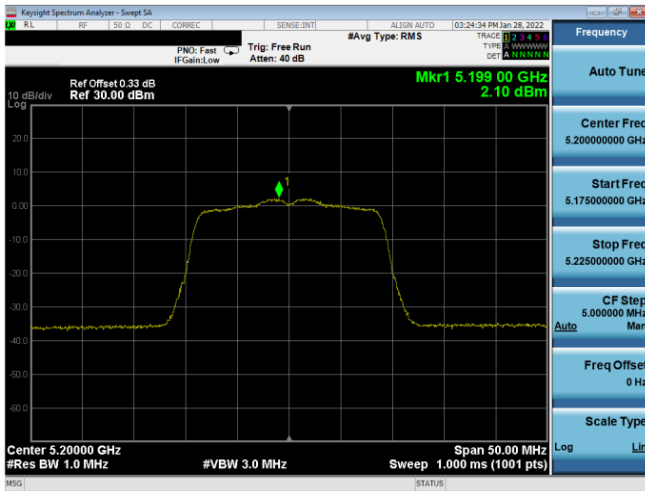 Keysight Spectrum Analyzer - Swept SA
RL RF 50 Ω DC CORREC SENSE:INT ALIGN AUTO 03:24:34 PM Jan 28, 2022
#Avg Type: RMS
TRACE 1 2 3 4 5 6
PNO: Fast Trig: Free Run
TYPE A WWWWW
IFGain:Low Atten: 40 dB
DET A N N N N N
Mkr1 5.199 00 GHz
2.10 dBm
Ref Offset 0.33 dB
10 dB/div Ref 30.00 dBm
Log
20.0
1
0.00
-10.0
-20.0
-30.0
-40.0
-50.0
-60.0
Center 5.20000 GHz Span 50.00 MHz
#Res BW 1.0 MHz #VBW 3.0 MHz Sweep 1.000 ms (1001 pts)
MSG STATUS
Frequency
Auto Tune
Center Freq
5.200000000 GHz
Start Freq
5.175000000 GHz
Stop Freq
5.225000000 GHz
CF Step
5.000000 MHz
Auto Man
Freq Offset
0 Hz
Scale Type
Log Lin